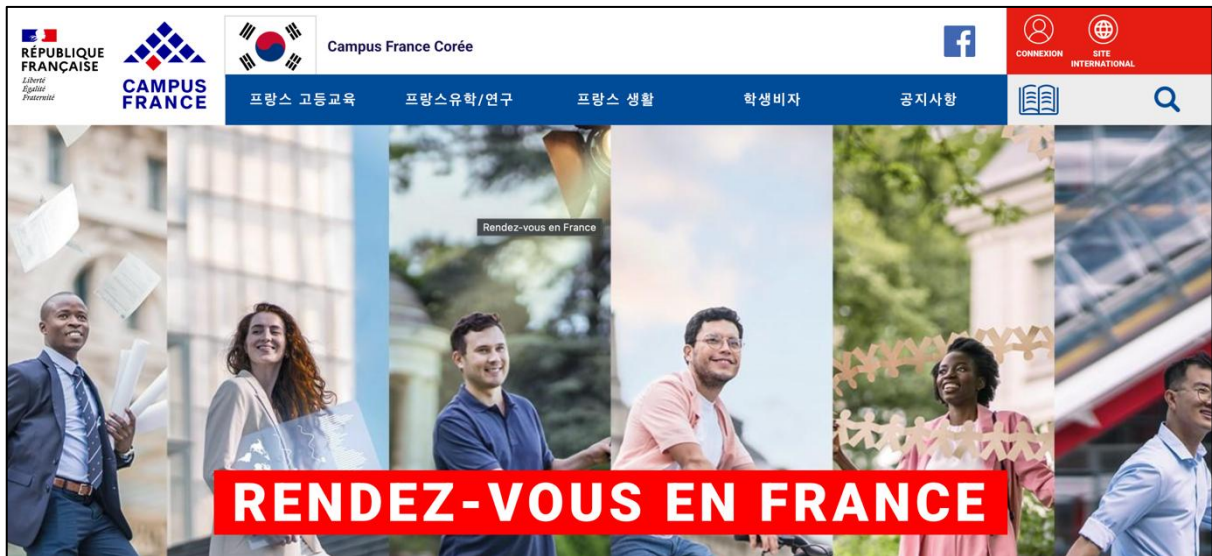 RÉPUBLIQUE
FRANÇAISE
Liberté
Égalité
Fraternité
CAMPUS
FRANCE
Campus France Corée
CONNEXION
SITE
INTERNATIONAL
프랑스 고등교육
프랑스유학/연구
프랑스 생활
학생비자
공지사항
Rendez-vous en France
RENDEZ-VOUS EN FRANCE